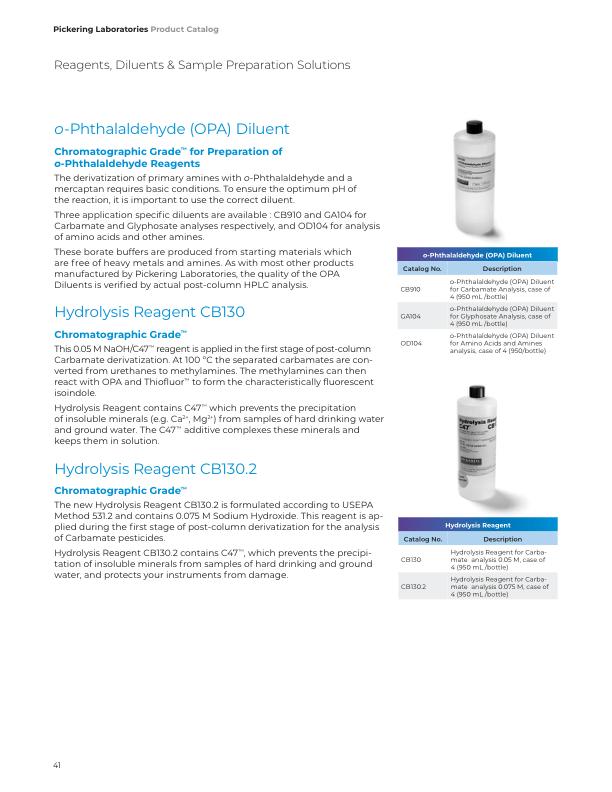 Pickering Laboratories Product Catalog
Reagents, Diluents & Sample Preparation Solutions
o-Phthalaldehyde (OPA) Diluent
Chromatographic Grade™ for Preparation of
o-Phthalaldehyde Reagents
The derivatization of primary amines with o-Phthalaldehyde and a
mercaptan requires basic conditions. To ensure the optimum pH of
the reaction, it is important to use the correct diluent.
Three application specific diluents are available : CB910 and GA104 for
Carbamate and Glyphosate analyses respectively, and OD104 for analysis
of amino acids and other amines.
These borate buffers are produced from starting materials which
are free of heavy metals and amines. As with most other products
manufactured by Pickering Laboratories, the quality of the OPA
Diluents is verified by actual post-column HPLC analysis.
Hydrolysis Reagent CB130
Chromatographic Grade™
This 0.05 M NaOH/C47™ reagent is applied in the first stage of post-column
Carbamate derivatization. At 100 °C the separated carbamates are con-
verted from urethanes to methylamines. The methylamines can then
react with OPA and Thiofluor™ to form the characteristically fluorescent
isoindole.
Hydrolysis Reagent contains C47™ which prevents the precipitation
of insoluble minerals (e.g. Ca²⁺, Mg²⁺) from samples of hard drinking water
and ground water. The C47™ additive complexes these minerals and
keeps them in solution.
Hydrolysis Reagent CB130.2
Chromatographic Grade™
The new Hydrolysis Reagent CB130.2 is formulated according to USEPA
Method 531.2 and contains 0.075 M Sodium Hydroxide. This reagent is ap-
plied during the first stage of post-column derivatization for the analysis
of Carbamate pesticides.
Hydrolysis Reagent CB130.2 contains C47™, which prevents the precipi-
tation of insoluble minerals from samples of hard drinking and ground
water, and protects your instruments from damage.
o-Phthalaldehyde (OPA) Diluent
Catalog No. Description
CB910 o-Phthalaldehyde (OPA) Diluent
for Carbamate Analysis, case of
4 (950 mL /bottle)
GA104 o-Phthalaldehyde (OPA) Diluent
for Glyphosate Analysis, case of
4 (950 mL /bottle)
OD104 o-Phthalaldehyde (OPA) Diluent
for Amino Acids and Amines
analysis, case of 4 (950/bottle)
Hydrolysis Rea
C47™ CB1
Hydrolysis Reagent
Catalog No. Description
CB130 Hydrolysis Reagent for Carba-
mate analysis 0.05 M, case of
4 (950 mL /bottle)
CB130.2 Hydrolysis Reagent for Carba-
mate analysis 0.075 M, case of
4 (950 mL /bottle)
41